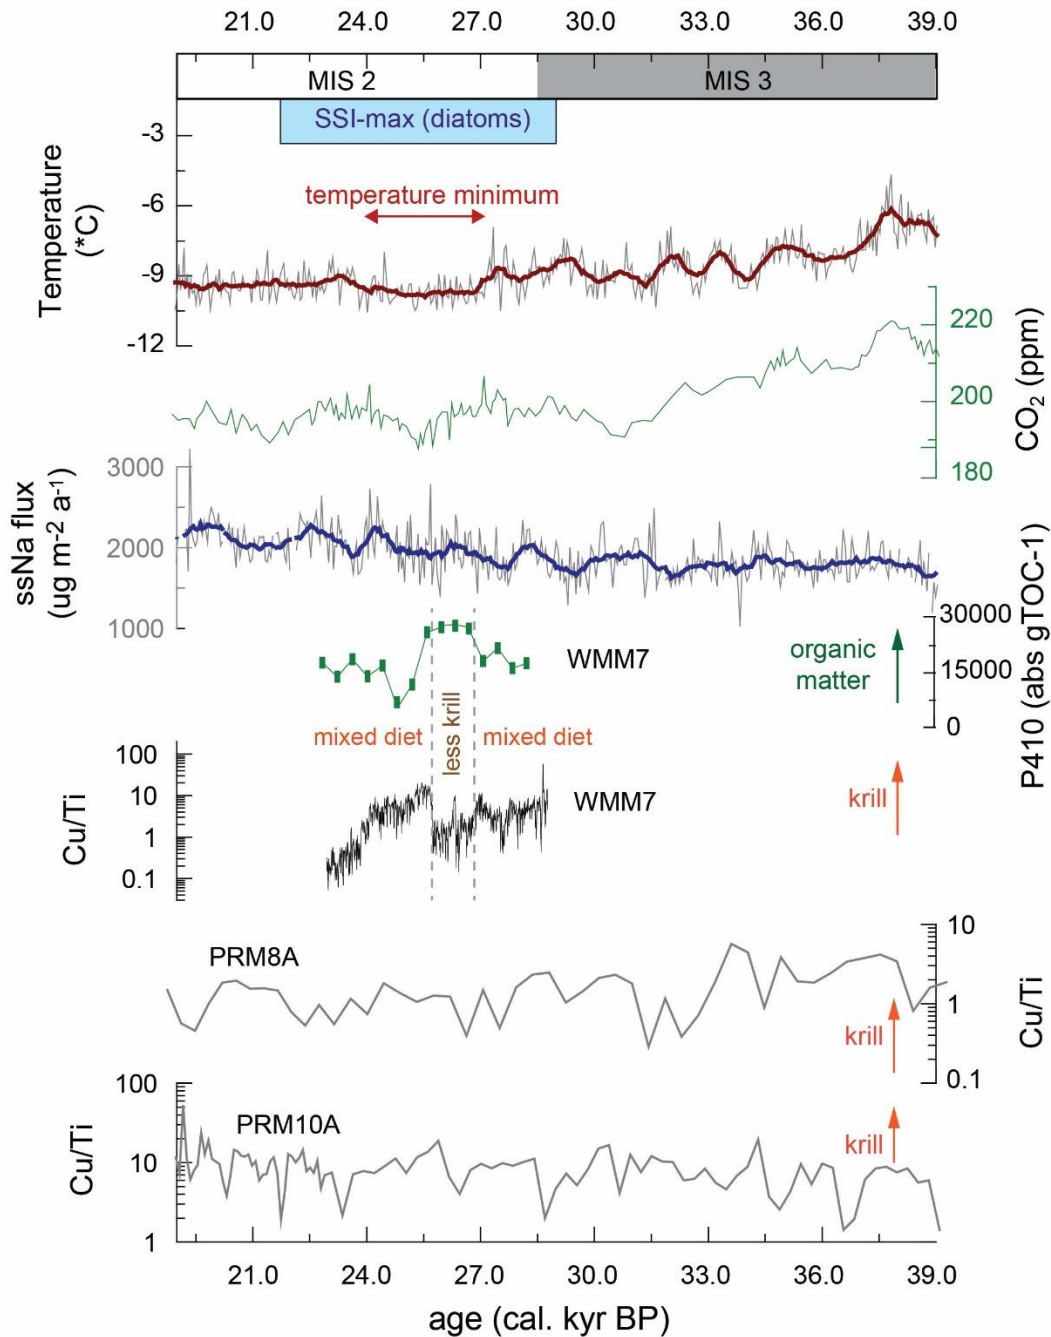 21.0 24.0 27.0 30.0 33.0 36.0 39.0
MIS 2 MIS 3
SSI-max (diatoms)
Temperature
(*C)
-3
-6
-9
-12
temperature minimum
220
200
180
CO2 (ppm)
ssNa flux
(ug m-2 a-1)
3000
2000
1000
WMM7
organic
matter
30000
15000
0
P410 (abs gTOC-1)
mixed diet
less krill
mixed diet
Cu/Ti
100
10
1
0.1
WMM7
krill
PRM8A
10
1
0.1
Cu/Ti
krill
Cu/Ti
100
10
1
PRM10A
krill
21.0 24.0 27.0 30.0 33.0 36.0 39.0
age (cal. kyr BP)